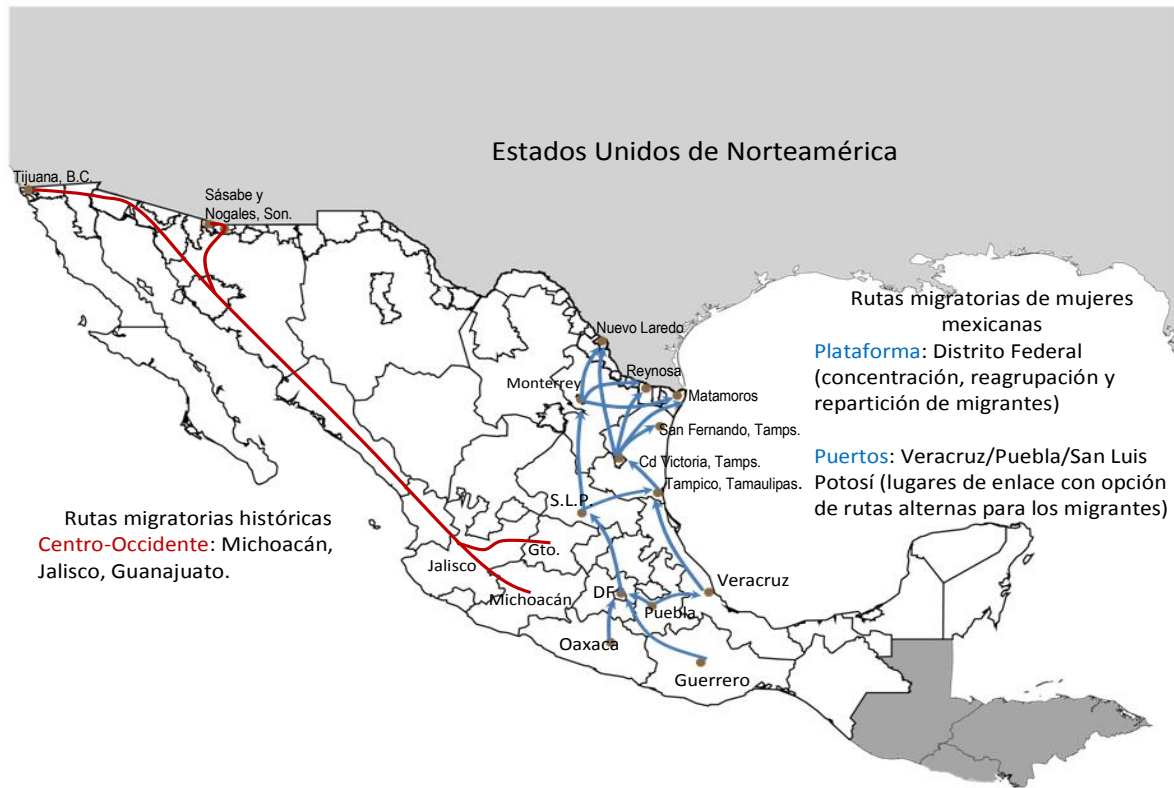 Estados Unidos de Norteamérica
Tijuana, B.C.
Sásabe y
Nogales, Son.
Rutas migratorias de mujeres
mexicanas
Plataforma: Distrito Federal
(concentración, reagrupación y
repartición de migrantes)
Puertos: Veracruz/Puebla/San Luis
Potosí (lugares de enlace con opción
de rutas alternas para los migrantes)
Nuevo Laredo
Reynosa
Monterrey
Matamoros
San Fernando, Tamps.
Cd Victoria, Tamps.
Tampico, Tamaulipas.
S.L.P.
Rutas migratorias históricas
Centro-Occidente: Michoacán,
Jalisco, Guanajuato.
Gto.
Jalisco
Michoacán
DF
Veracruz
Puebla
Oaxaca
Guerrero